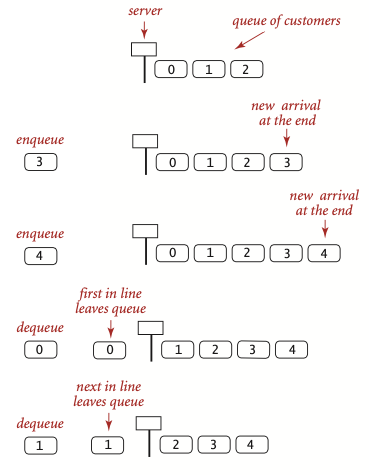 server
queue of customers
0 1 2
new arrival
at the end
enqueue
3
0 1 2 3
new arrival
at the end
enqueue
4
0 1 2 3 4
first in line
leaves queue
dequeue
0
0
1 2 3 4
next in line
leaves queue
dequeue
1
1
2 3 4